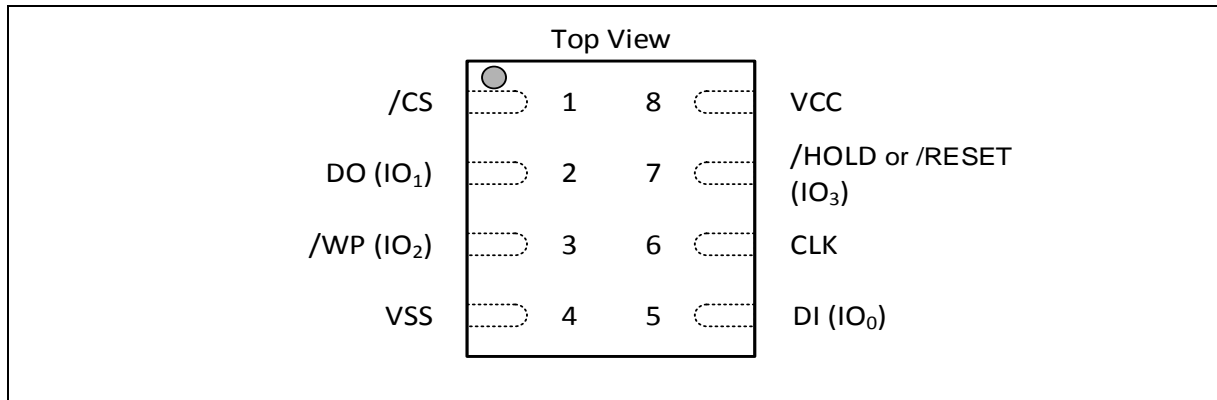 Top View
/CS 1 8 VCC
DO (IO₁) 2 7 /HOLD or /RESET
(IO₃)
/WP (IO₂) 3 6 CLK
VSS 4 5 DI (IO₀)